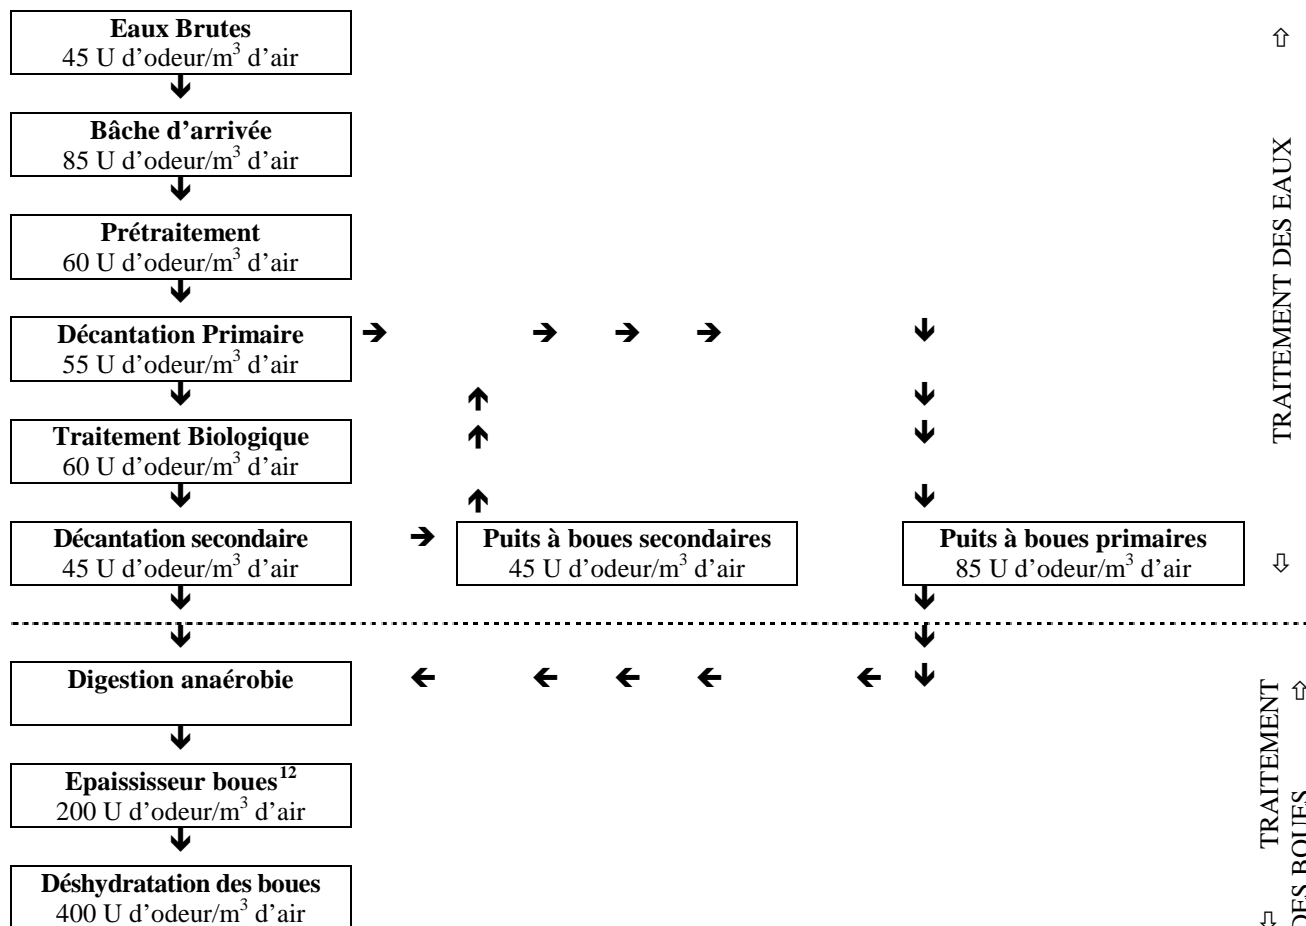 Eaux Brutes
45 U d’odeur/m³ d’air
Bâche d’arrivée
85 U d’odeur/m³ d’air
Prétraitement
60 U d’odeur/m³ d’air
Décantation Primaire
55 U d’odeur/m³ d’air
Traitement Biologique
60 U d’odeur/m³ d’air
Décantation secondaire
45 U d’odeur/m³ d’air
Puits à boues secondaires
45 U d’odeur/m³ d’air
Puits à boues primaires
85 U d’odeur/m³ d’air
TRAITEMENT DES EAUX
Digestion anaérobie
Epaississeur boues¹²
200 U d’odeur/m³ d’air
Déshydratation des boues
400 U d’odeur/m³ d’air
TRAITEMENT
DES BOUES